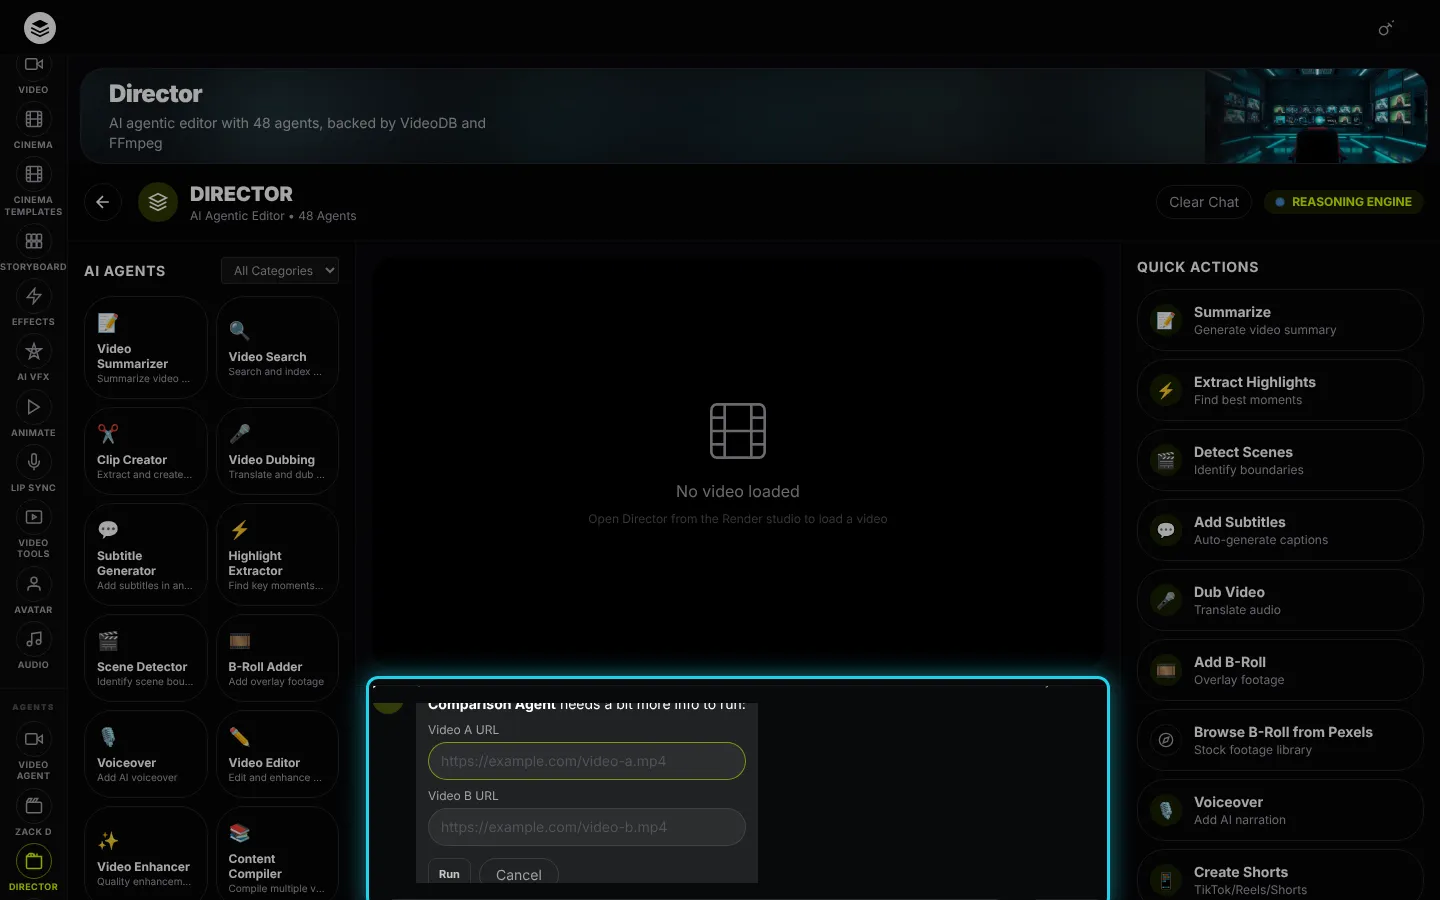 VIDEO
CINEMA
CINEMA
TEMPLATES
STORYBOARD
EFFECTS
AI VFX
ANIMATE
LIP SYNC
VIDEO
TOOLS
AVATAR
AUDIO
AGENTS
VIDEO
AGENT
ZACK D
DIRECTOR
Director
AI agentic editor with 48 agents, backed by VideoDB and
FFmpeg
DIRECTOR
AI Agentic Editor • 48 Agents
Clear Chat
REASONING ENGINE
AI AGENTS
All Categories
Video
Summarizer
Summarize video ...
Video Search
Search and index ...
Clip Creator
Extract and create...
Video Dubbing
Translate and dub ...
Subtitle
Generator
Add subtitles in an...
Highlight
Extractor
Find key moments...
Scene Detector
Identify scene bou...
B-Roll Adder
Add overlay footage
Voiceover
Add AI voiceover
Video Editor
Edit and enhance ...
Video Enhancer
Quality enhancem...
Content
Compiler
Compile multiple v...
No video loaded
Open Director from the Render studio to load a video
Comparison Agent needs a bit more info to run:
Video A URL
https://example.com/video-a.mp4
Video B URL
https://example.com/video-b.mp4
Run
Cancel
QUICK ACTIONS
Summarize
Generate video summary
Extract Highlights
Find best moments
Detect Scenes
Identify boundaries
Add Subtitles
Auto-generate captions
Dub Video
Translate audio
Add B-Roll
Overlay footage
Browse B-Roll from Pexels
Stock footage library
Voiceover
Add AI narration
Create Shorts
TikTok/Reels/Shorts